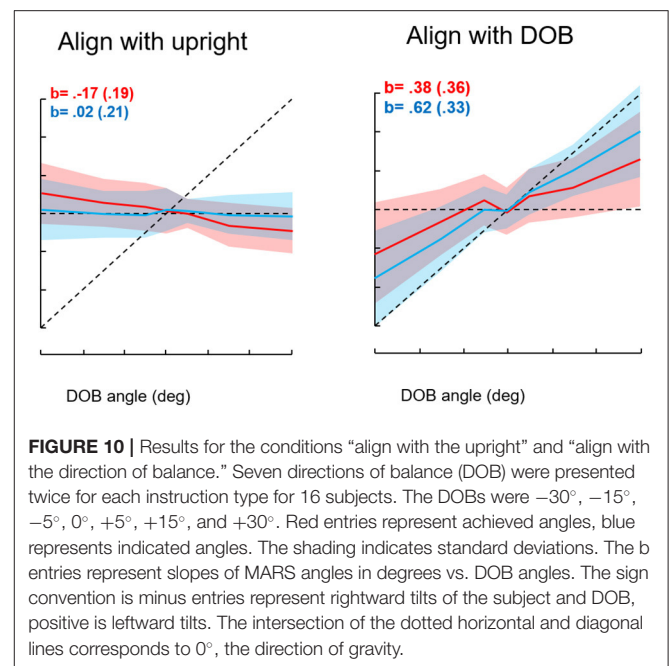 Align with upright
Align with DOB
b= .-17 (.19)
b= .02 (.21)
b= .38 (.36)
b= .62 (.33)
DOB angle (deg)
DOB angle (deg)
FIGURE 10 | Results for the conditions “align with the upright” and “align with
the direction of balance.” Seven directions of balance (DOB) were presented
twice for each instruction type for 16 subjects. The DOBs were −30°, −15°,
−5°, 0°, +5°, +15°, and +30°. Red entries represent achieved angles, blue
represents indicated angles. The shading indicates standard deviations. The b
entries represent slopes of MARS angles in degrees vs. DOB angles. The sign
convention is minus entries represent rightward tilts of the subject and DOB,
positive is leftward tilts. The intersection of the dotted horizontal and diagonal
lines corresponds to 0°, the direction of gravity.